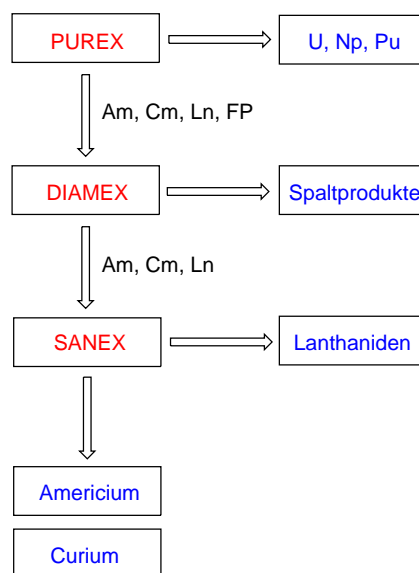 PUREX
U, Np, Pu
Am, Cm, Ln, FP
DIAMEX
Spaltprodukte
Am, Cm, Ln
SANEX
Lanthaniden
Americium
Curium